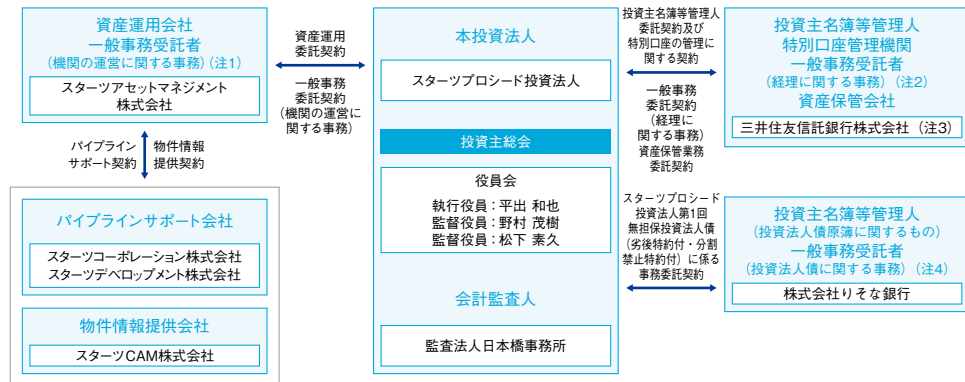 資産運用会社
一般事務受託者
(機関の運営に関する事務)(注1)
スターツアセットマネジメント
株式会社
パイプライン
サポート契約
物件情報
提供契約
パイプラインサポート会社
スターツコーポレーション株式会社
スターツデベロップメント株式会社
物件情報提供会社
スターツCAM株式会社
資産運用
委託契約
一般事務
委託契約
(機関の運営に
関する事務)
本投資法人
スターツプロシード投資法人
投資主総会
役員会
執行役員:平出 和也
監督役員:野村 茂樹
監督役員:松下 素久
会計監査人
監査法人日本橋事務所
投資主名簿等管理人
委託契約及び
特別口座の管理に
関する契約
一般事務
委託契約
(経理に
関する事務)
資産保管業務
委託契約
スターツプロシード
投資法人第1回
無担保投資法人債
(劣後特約付・分割
禁止特約付)に係る
事務委託契約
投資主名簿等管理人
特別口座管理機関
一般事務受託者
(経理に関する事務)(注2)
資産保管会社
三井住友信託銀行株式会社(注3)
投資主名簿等管理人
(投資法人債原簿に関するもの)
一般事務受託者
(投資法人債に関する事務)(注4)
株式会社りそな銀行